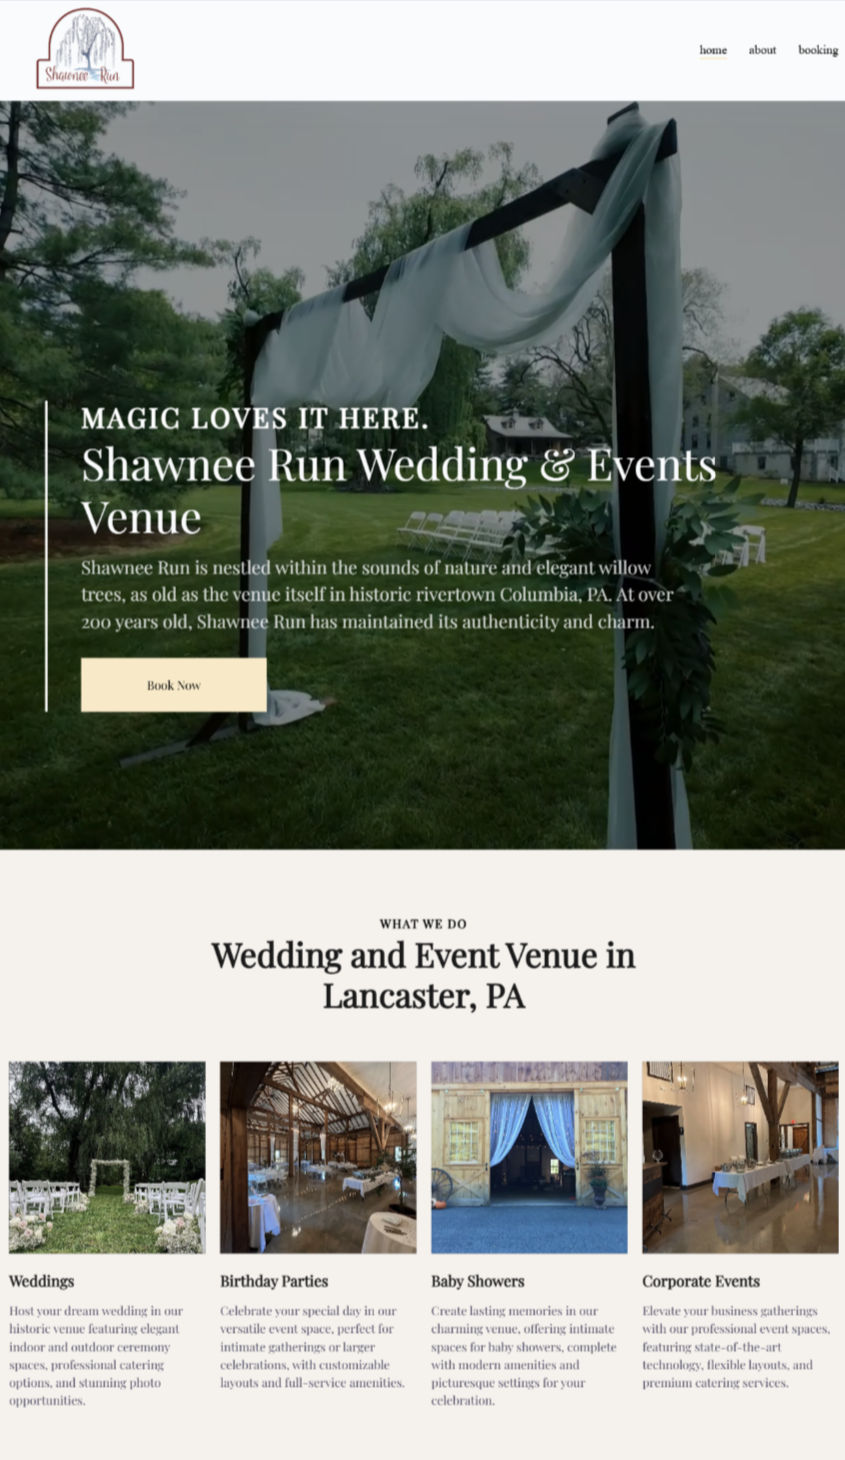 Shawnee Run
home about booking
MAGIC LOVES IT HERE.
Shawnee Run Wedding & Events
Venue
Shawnee Run is nestled within the sounds of nature and elegant willow
trees, as old as the venue itself in historic rivertown Columbia, PA. At over
200 years old, Shawnee Run has maintained its authenticity and charm.
Book Now
WHAT WE DO
Wedding and Event Venue in
Lancaster, PA
Weddings
Host your dream wedding in our
historic venue featuring elegant
indoor and outdoor ceremony
spaces, professional catering
options, and stunning photo
opportunities.
Birthday Parties
Celebrate your special day in our
versatile event space, perfect for
intimate gatherings or larger
celebrations, with customizable
layouts and full-service amenities.
Baby Showers
Create lasting memories in our
charming venue, offering intimate
spaces for baby showers, complete
with modern amenities and
picturesque settings for your
celebration.
Corporate Events
Elevate your business gatherings
with our professional event spaces,
featuring state-of-the-art
technology, flexible layouts, and
premium catering services.